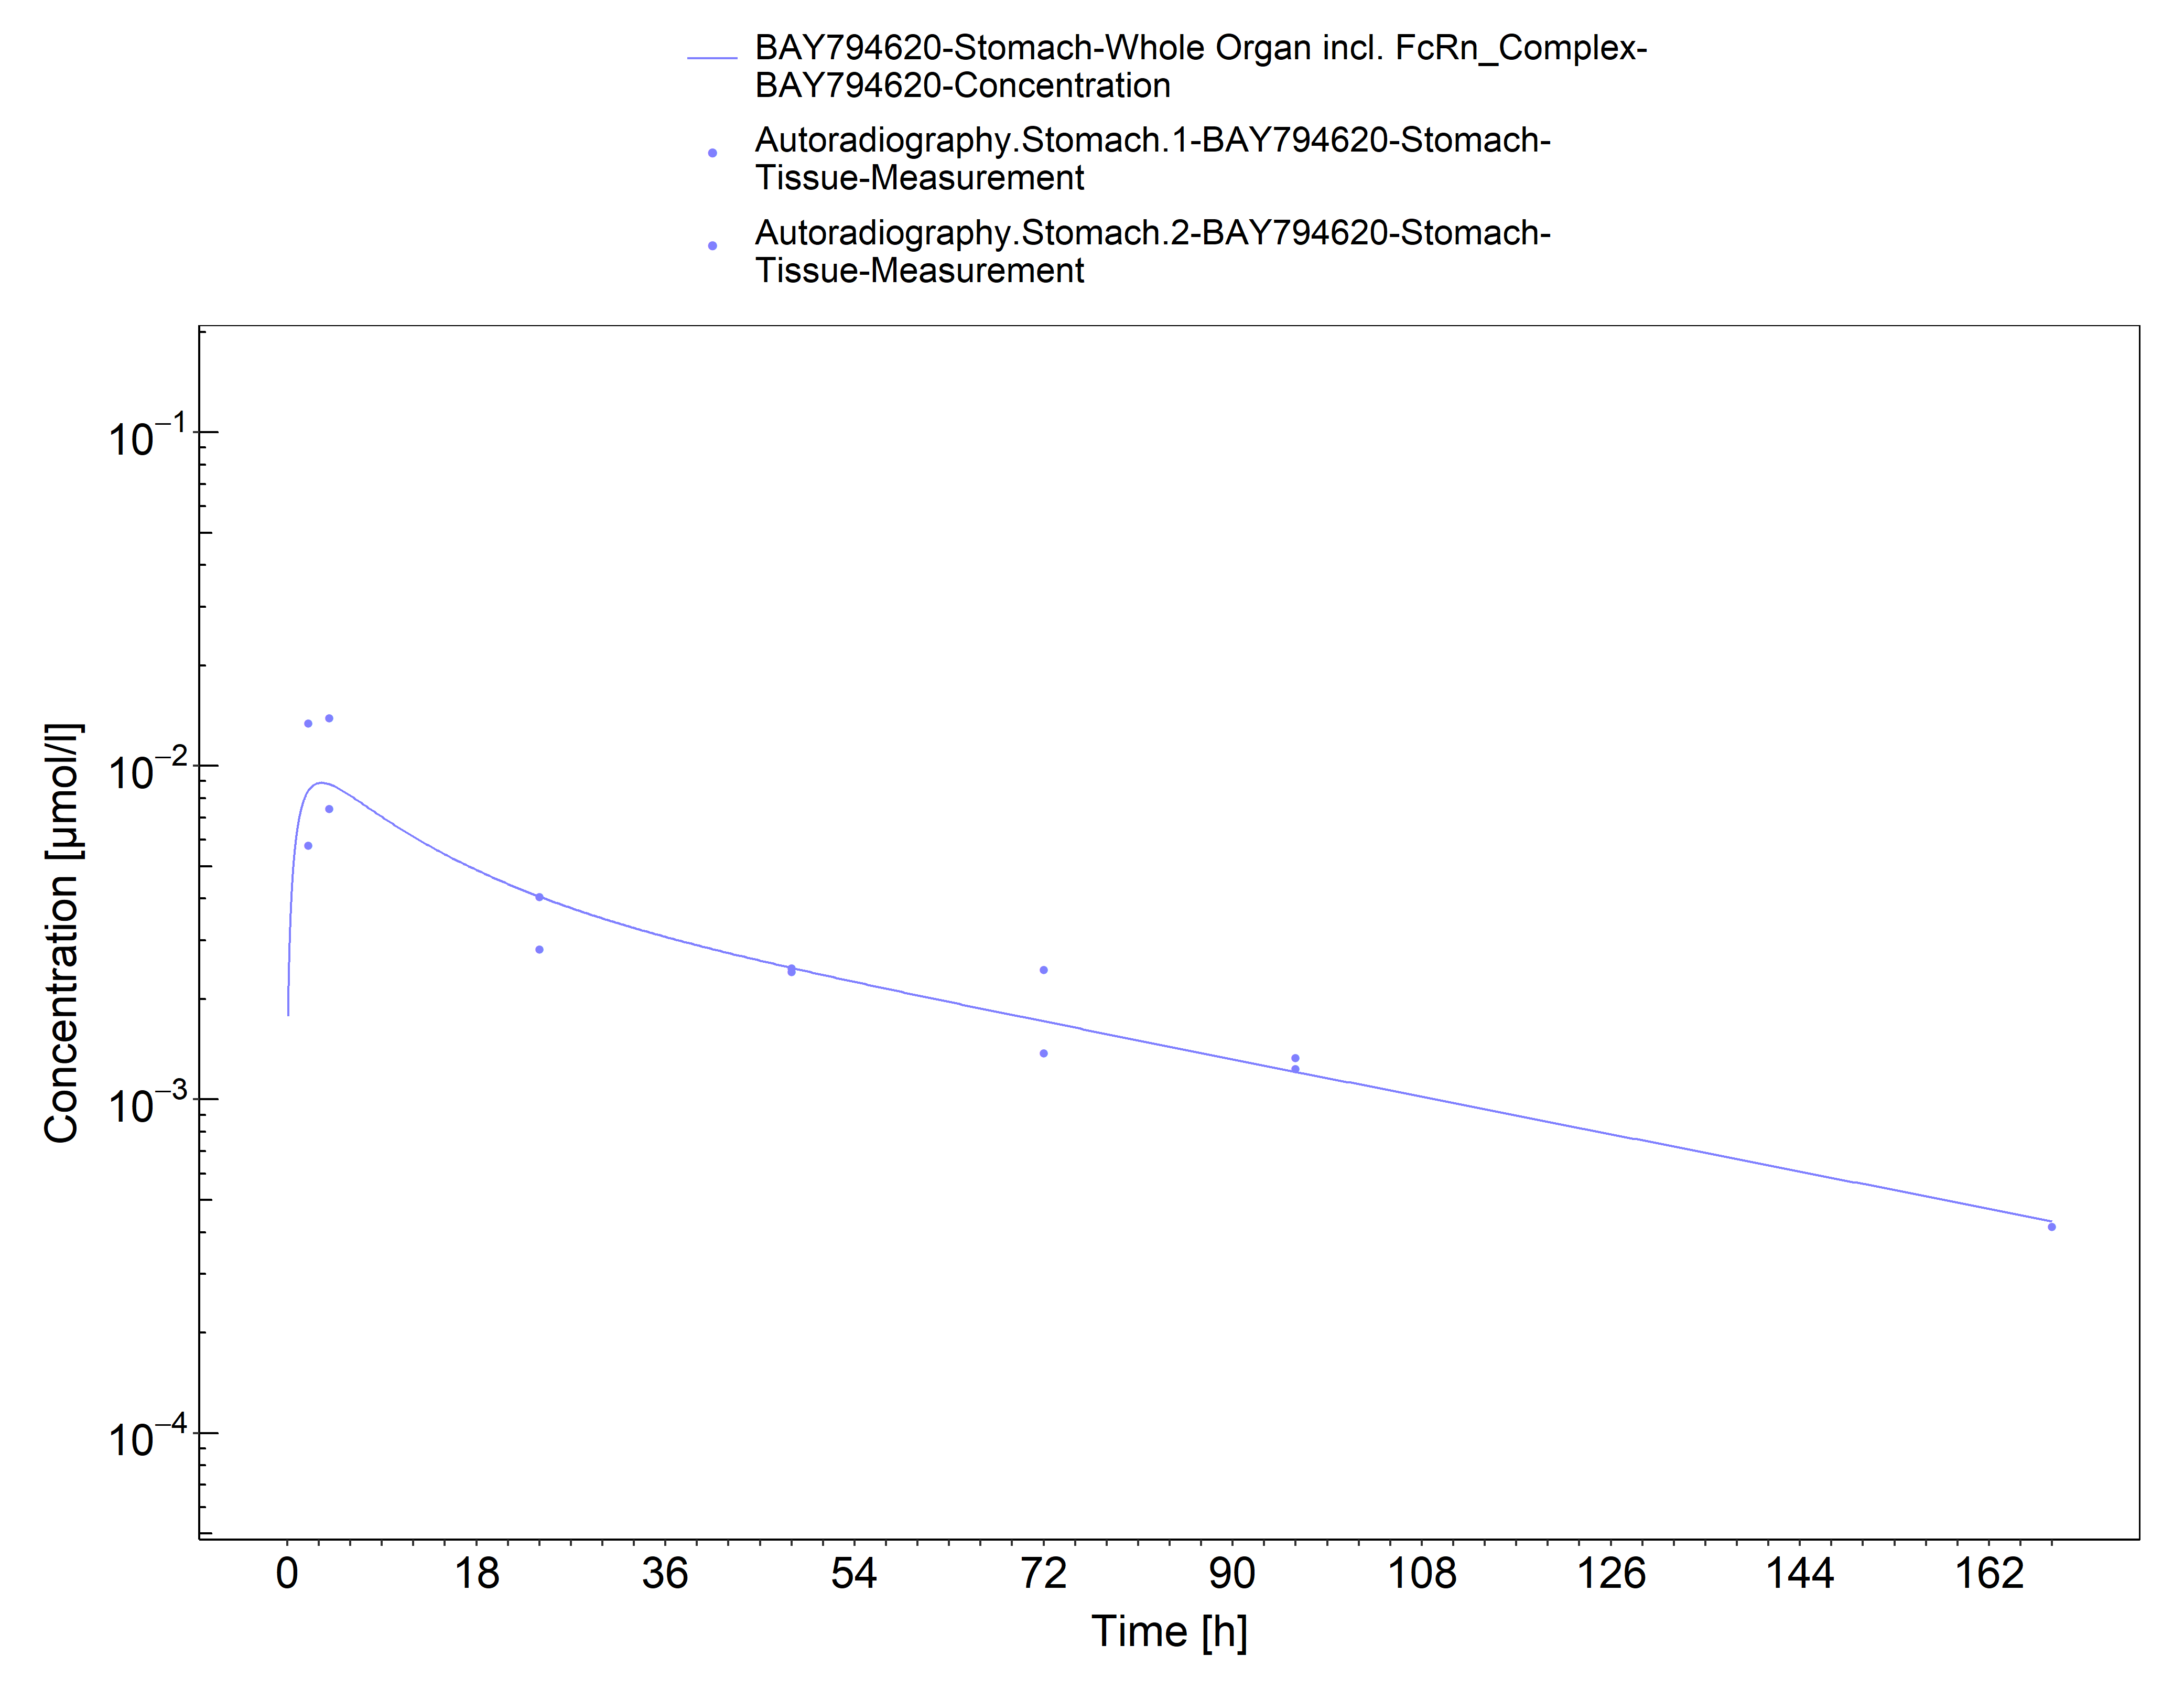 BAY794620-Stomach-Whole Organ incl. FcRn_Complex-
BAY794620-Concentration
Autoradiography.Stomach.1-BAY794620-Stomach-
Tissue-Measurement
Autoradiography.Stomach.2-BAY794620-Stomach-
Tissue-Measurement
10⁻¹
10⁻²
10⁻³
10⁻⁴
Concentration [µmol/l]
0 18 36 54 72 90 108 126 144 162
Time [h]